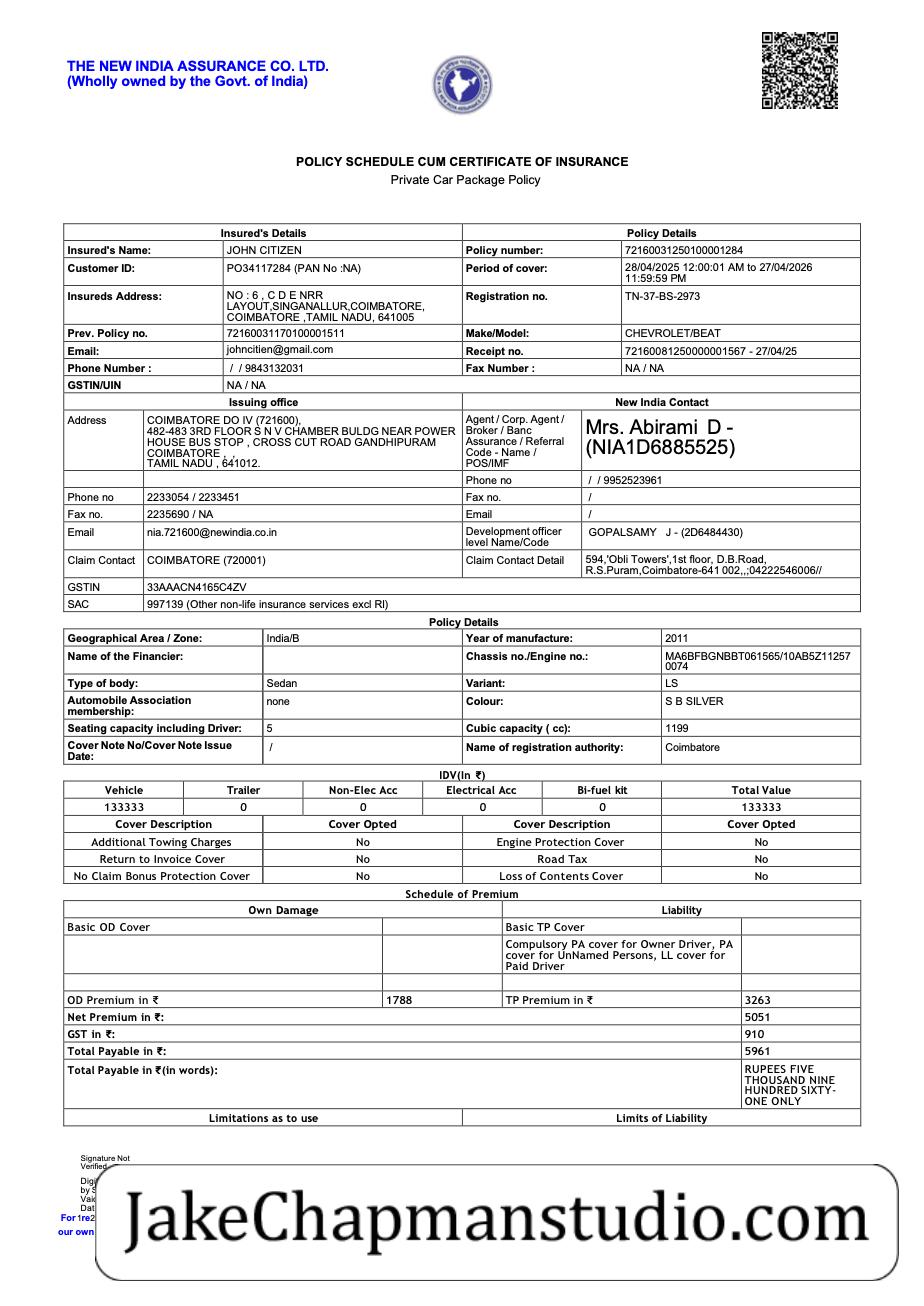 THE NEW INDIA ASSURANCE CO. LTD.
(Wholly owned by the Govt. of India)
POLICY SCHEDULE CUM CERTIFICATE OF INSURANCE
Private Car Package Policy
Insured's Details Policy Details
Insured's Name: JOHN CITIZEN Policy number: 72160031250100001284
Customer ID: PO34117284 (PAN No :NA) Period of cover: 28/04/2025 12:00:01 AM to 27/04/2026
11:59:59 PM
Insureds Address: NO : 6 , C D E NRR Registration no. TN-37-BS-2973
LAYOUT,SINGANALLUR,COIMBATORE,
COIMBATORE ,TAMIL NADU, 641005
Prev. Policy no. 72160031170100001511 Make/Model: CHEVROLET/BEAT
Email: johncitien@gmail.com Receipt no. 72160081250000001567 - 27/04/25
Phone Number : / / 9843132031 Fax Number : NA / NA
GSTIN/UIN NA / NA
Issuing office New India Contact
Address COIMBATORE DO IV (721600),
482-483 3RD FLOOR S N V CHAMBER BULDG NEAR POWER
HOUSE BUS STOP , CROSS CUT ROAD GANDHIPURAM
COIMBATORE , ,
TAMIL NADU , 641012.
Agent / Corp. Agent /
Broker / Banc
Assurance / Referral
Code - Name /
POS/IMF
Mrs. Abirami D -
(NIA1D6885525)
Phone no / / 9952523961
Phone no 2233054 / 2233451 Fax no. /
Fax no. 2235690 / NA Email /
Email nia.721600@newindia.co.in Development officer
level Name/Code GOPALSAMY J - (2D6484430)
Claim Contact COIMBATORE (720001) Claim Contact Detail 594,'Obli Towers',1st floor, D.B.Road,
R.S.Puram,Coimbatore-641 002,,;04222546006//
GSTIN 33AAACN4165C4ZV
SAC 997139 (Other non-life insurance services excl RI)
Policy Details
Geographical Area / Zone: India/B Year of manufacture: 2011
Name of the Financier: Chassis no./Engine no.: MA6BFBGNBBT061565/10AB5Z11257
0074
Type of body: Sedan Variant: LS
Automobile Association
membership: none Colour: S B SILVER
Seating capacity including Driver: 5 Cubic capacity ( cc): 1199
Cover Note No/Cover Note Issue
Date: / Name of registration authority: Coimbatore
IDV(In ₹)
Vehicle Trailer Non-Elec Acc Electrical Acc Bi-fuel kit Total Value
133333 0 0 0 0 133333
Cover Description Cover Opted Cover Description Cover Opted
Additional Towing Charges No Engine Protection Cover No
Return to Invoice Cover No Road Tax No
No Claim Bonus Protection Cover No Loss of Contents Cover No
Schedule of Premium
Own Damage Liability
Basic OD Cover Basic TP Cover
Compulsory PA cover for Owner Driver, PA
cover for UnNamed Persons, LL cover for
Paid Driver
OD Premium in ₹ 1788 TP Premium in ₹ 3263
Net Premium in ₹: 5051
GST in ₹: 910
Total Payable in ₹: 5961
Total Payable in ₹(in words): RUPEES FIVE
THOUSAND NINE
HUNDRED SIXTY-
ONE ONLY
Limitations as to use Limits of Liability
Signature Not
Verified
by
For
our own
JakeChapmanstudio.com